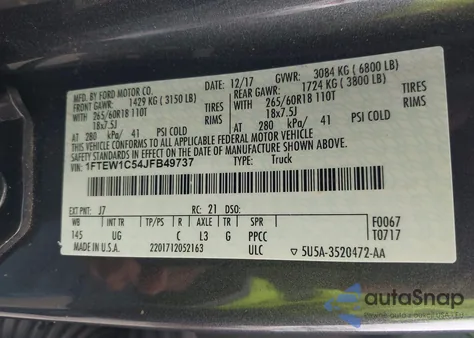 MFD. BY FORD MOTOR CO.
DATE: 12/17 GVWR: 3084 KG ( 6800 LB)
FRONT GAWR: 1429 KG ( 3150 LB) REAR GAWR: 1724 KG ( 3800 LB)
WITH 265/60R18 110T TIRES WITH 265/60R18 110T TIRES
18x7.5J RIMS 18x7.5J RIMS
AT 280 kPa/ 41 PSI COLD AT 280 kPa/ 41 PSI COLD
THIS VEHICLE CONFORMS TO ALL APPLICABLE FEDERAL MOTOR VEHICLE
SAFETY AND THEFT PREVENTION STANDARDS IN EFFECT ON THE DATE OF MANUFACTURE
SHOWN ABOVE.
VIN: 1FTEW1C54JFB49737 TYPE: Truck
EXT PNT: J7 RC: 21 DSO:
WB INT TR TP/PS R AXLE TR SPR F0067
145 UG C L3 G PPCC T0717
MADE IN U.S.A. 2201712052163 ULC 5U5A-3520472-AA
autoSnap